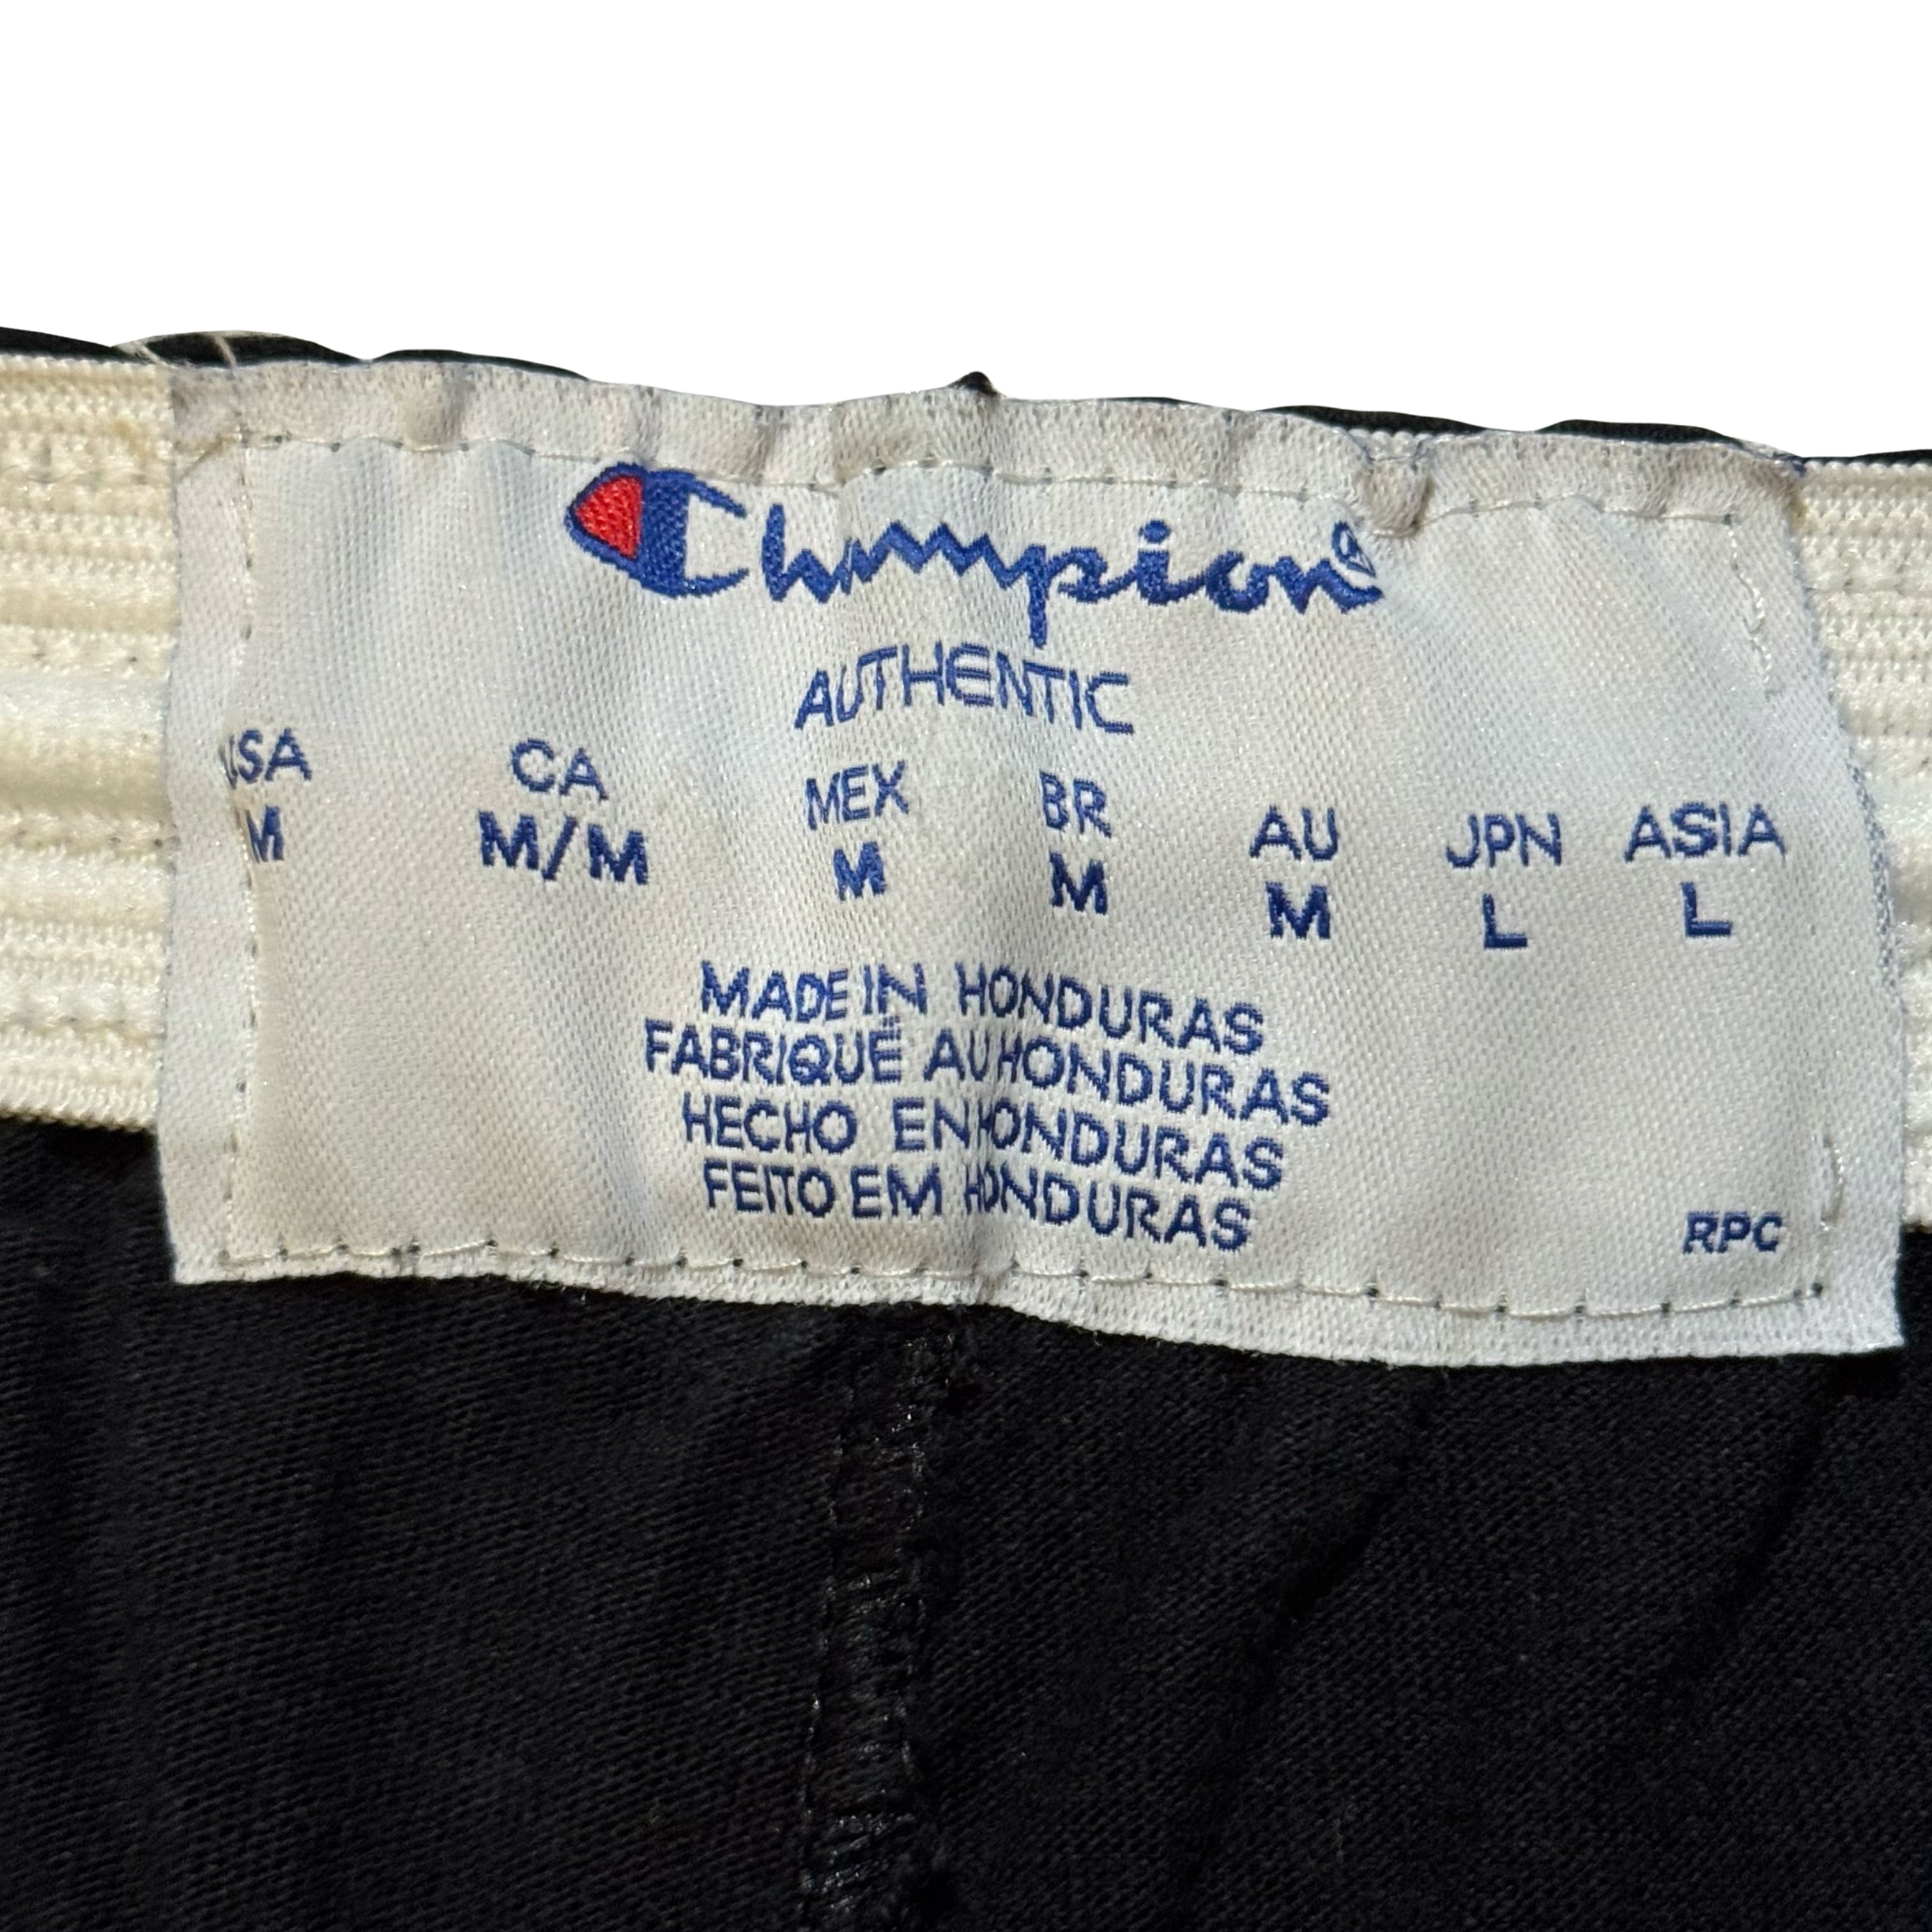 Champion®
AUTHENTIC
USA CA MEX BR AU JPN ASIA
M M/M M M M L L
MADE IN HONDURAS
FABRIQUÉ AU HONDURAS
HECHO EN HONDURAS
FEITO EM HONDURAS
RPC